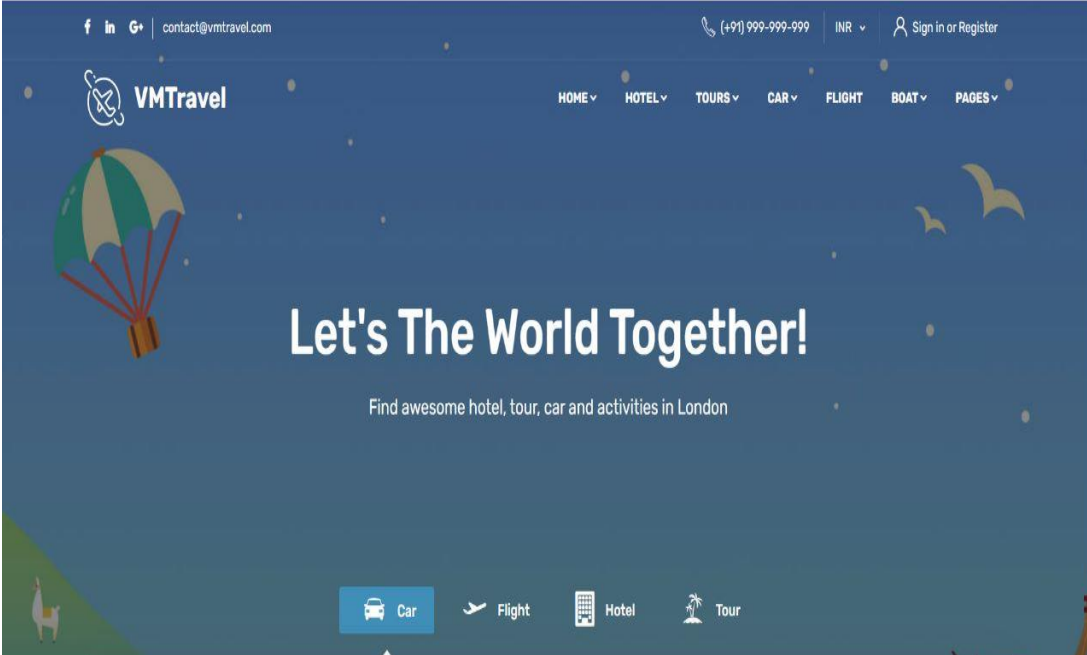 f in G+ contact@vmtravel.com (+91) 999-999-999 INR Sign in or Register
VMTravel HOME HOTEL TOURS CAR FLIGHT BOAT PAGES
Let's The World Together!
Find awesome hotel, tour, car and activities in London
Car Flight Hotel Tour